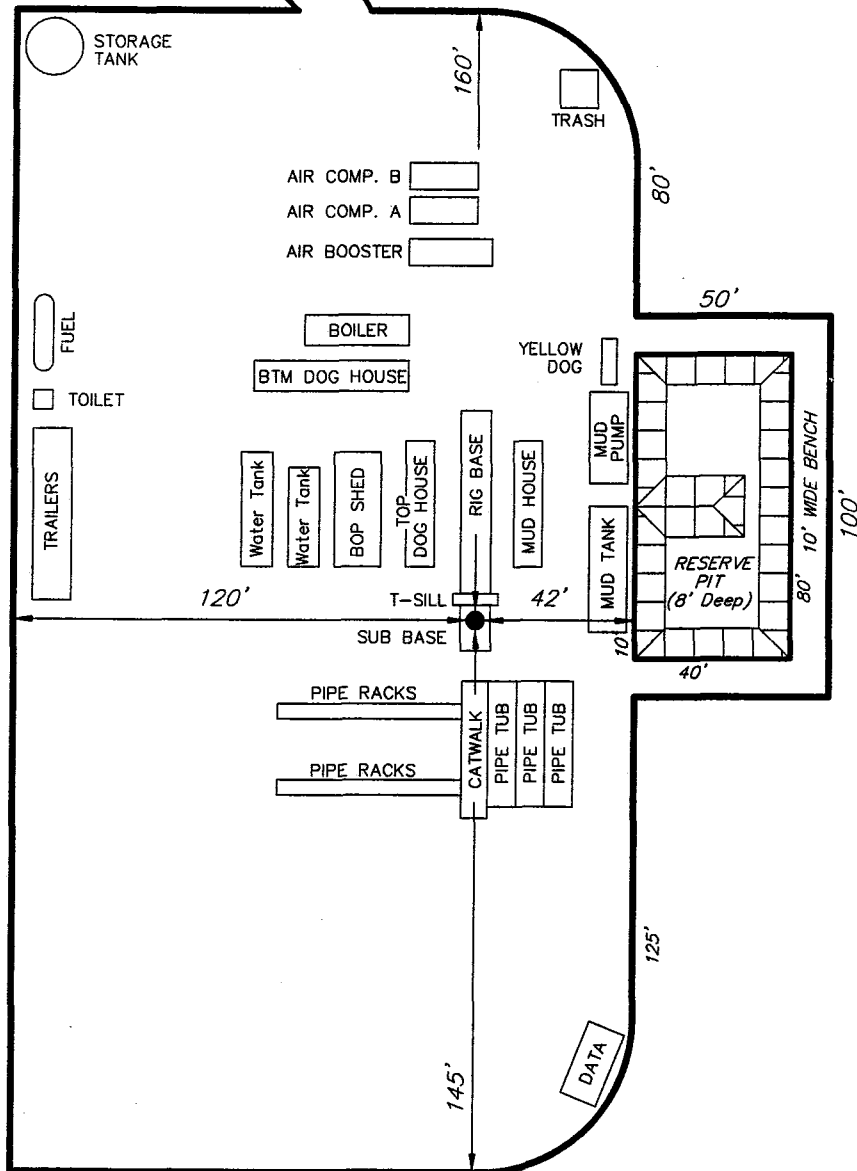 STORAGE
TANK
160'
TRASH
AIR COMP. B
AIR COMP. A
AIR BOOSTER
80'
50'
FUEL
BOILER
YELLOW
DOG
BTM DOG HOUSE
TOILET
TRAILERS
Water Tank
Water Tank
BOP SHED
TOP
DOG HOUSE
RIG BASE
MUD HOUSE
MUD PUMP
MUD TANK
RESERVE
PIT
(8' Deep)
80'
10' WIDE BENCH
100'
T-SILL
120'
42'
SUB BASE
10'
40'
PIPE RACKS
CATWALK
PIPE TUB
PIPE TUB
PIPE TUB
PIPE RACKS
125'
145'
DATA